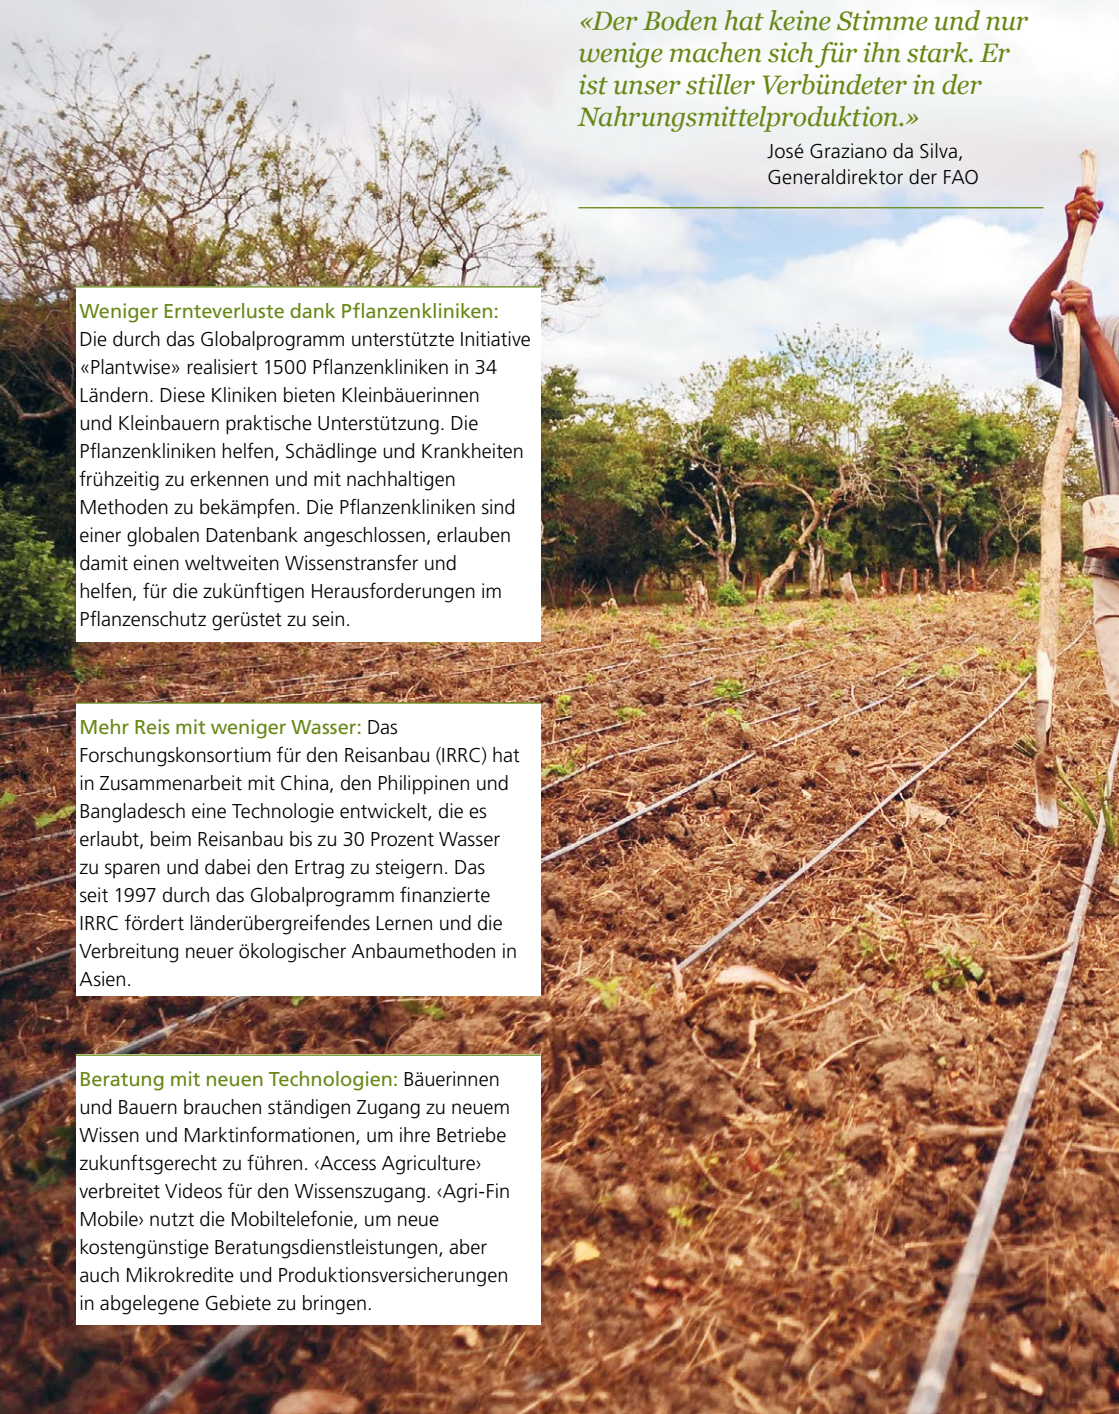 «Der Boden hat keine Stimme und nur
wenige machen sich für ihn stark. Er
ist unser stiller Verbündeter in der
Nahrungsmittelproduktion.»
José Graziano da Silva,
Generaldirektor der FAO
Weniger Ernteverluste dank Pflanzenkliniken:
Die durch das Globalprogramm unterstützte Initiative
«Plantwise» realisiert 1500 Pflanzenkliniken in 34
Ländern. Diese Kliniken bieten Kleinbäuerinnen
und Kleinbauern praktische Unterstützung. Die
Pflanzenkliniken helfen, Schädlinge und Krankheiten
frühzeitig zu erkennen und mit nachhaltigen
Methoden zu bekämpfen. Die Pflanzenkliniken sind
einer globalen Datenbank angeschlossen, erlauben
damit einen weltweiten Wissenstransfer und
helfen, für die zukünftigen Herausforderungen im
Pflanzenschutz gerüstet zu sein.
Mehr Reis mit weniger Wasser: Das
Forschungskonsortium für den Reisanbau (IRRC) hat
in Zusammenarbeit mit China, den Philippinen und
Bangladesch eine Technologie entwickelt, die es
erlaubt, beim Reisanbau bis zu 30 Prozent Wasser
zu sparen und dabei den Ertrag zu steigern. Das
seit 1997 durch das Globalprogramm finanzierte
IRRC fördert länderübergreifendes Lernen und die
Verbreitung neuer ökologischer Anbaumethoden in
Asien.
Beratung mit neuen Technologien: Bäuerinnen
und Bauern brauchen ständigen Zugang zu neuem
Wissen und Marktinformationen, um ihre Betriebe
zukunftsgerecht zu führen. ‹Access Agriculture›
verbreitet Videos für den Wissenszugang. ‹Agri-Fin
Mobile› nutzt die Mobiltelefonie, um neue
kostengünstige Beratungsdienstleistungen, aber
auch Mikrokredite und Produktionsversicherungen
in abgelegene Gebiete zu bringen.